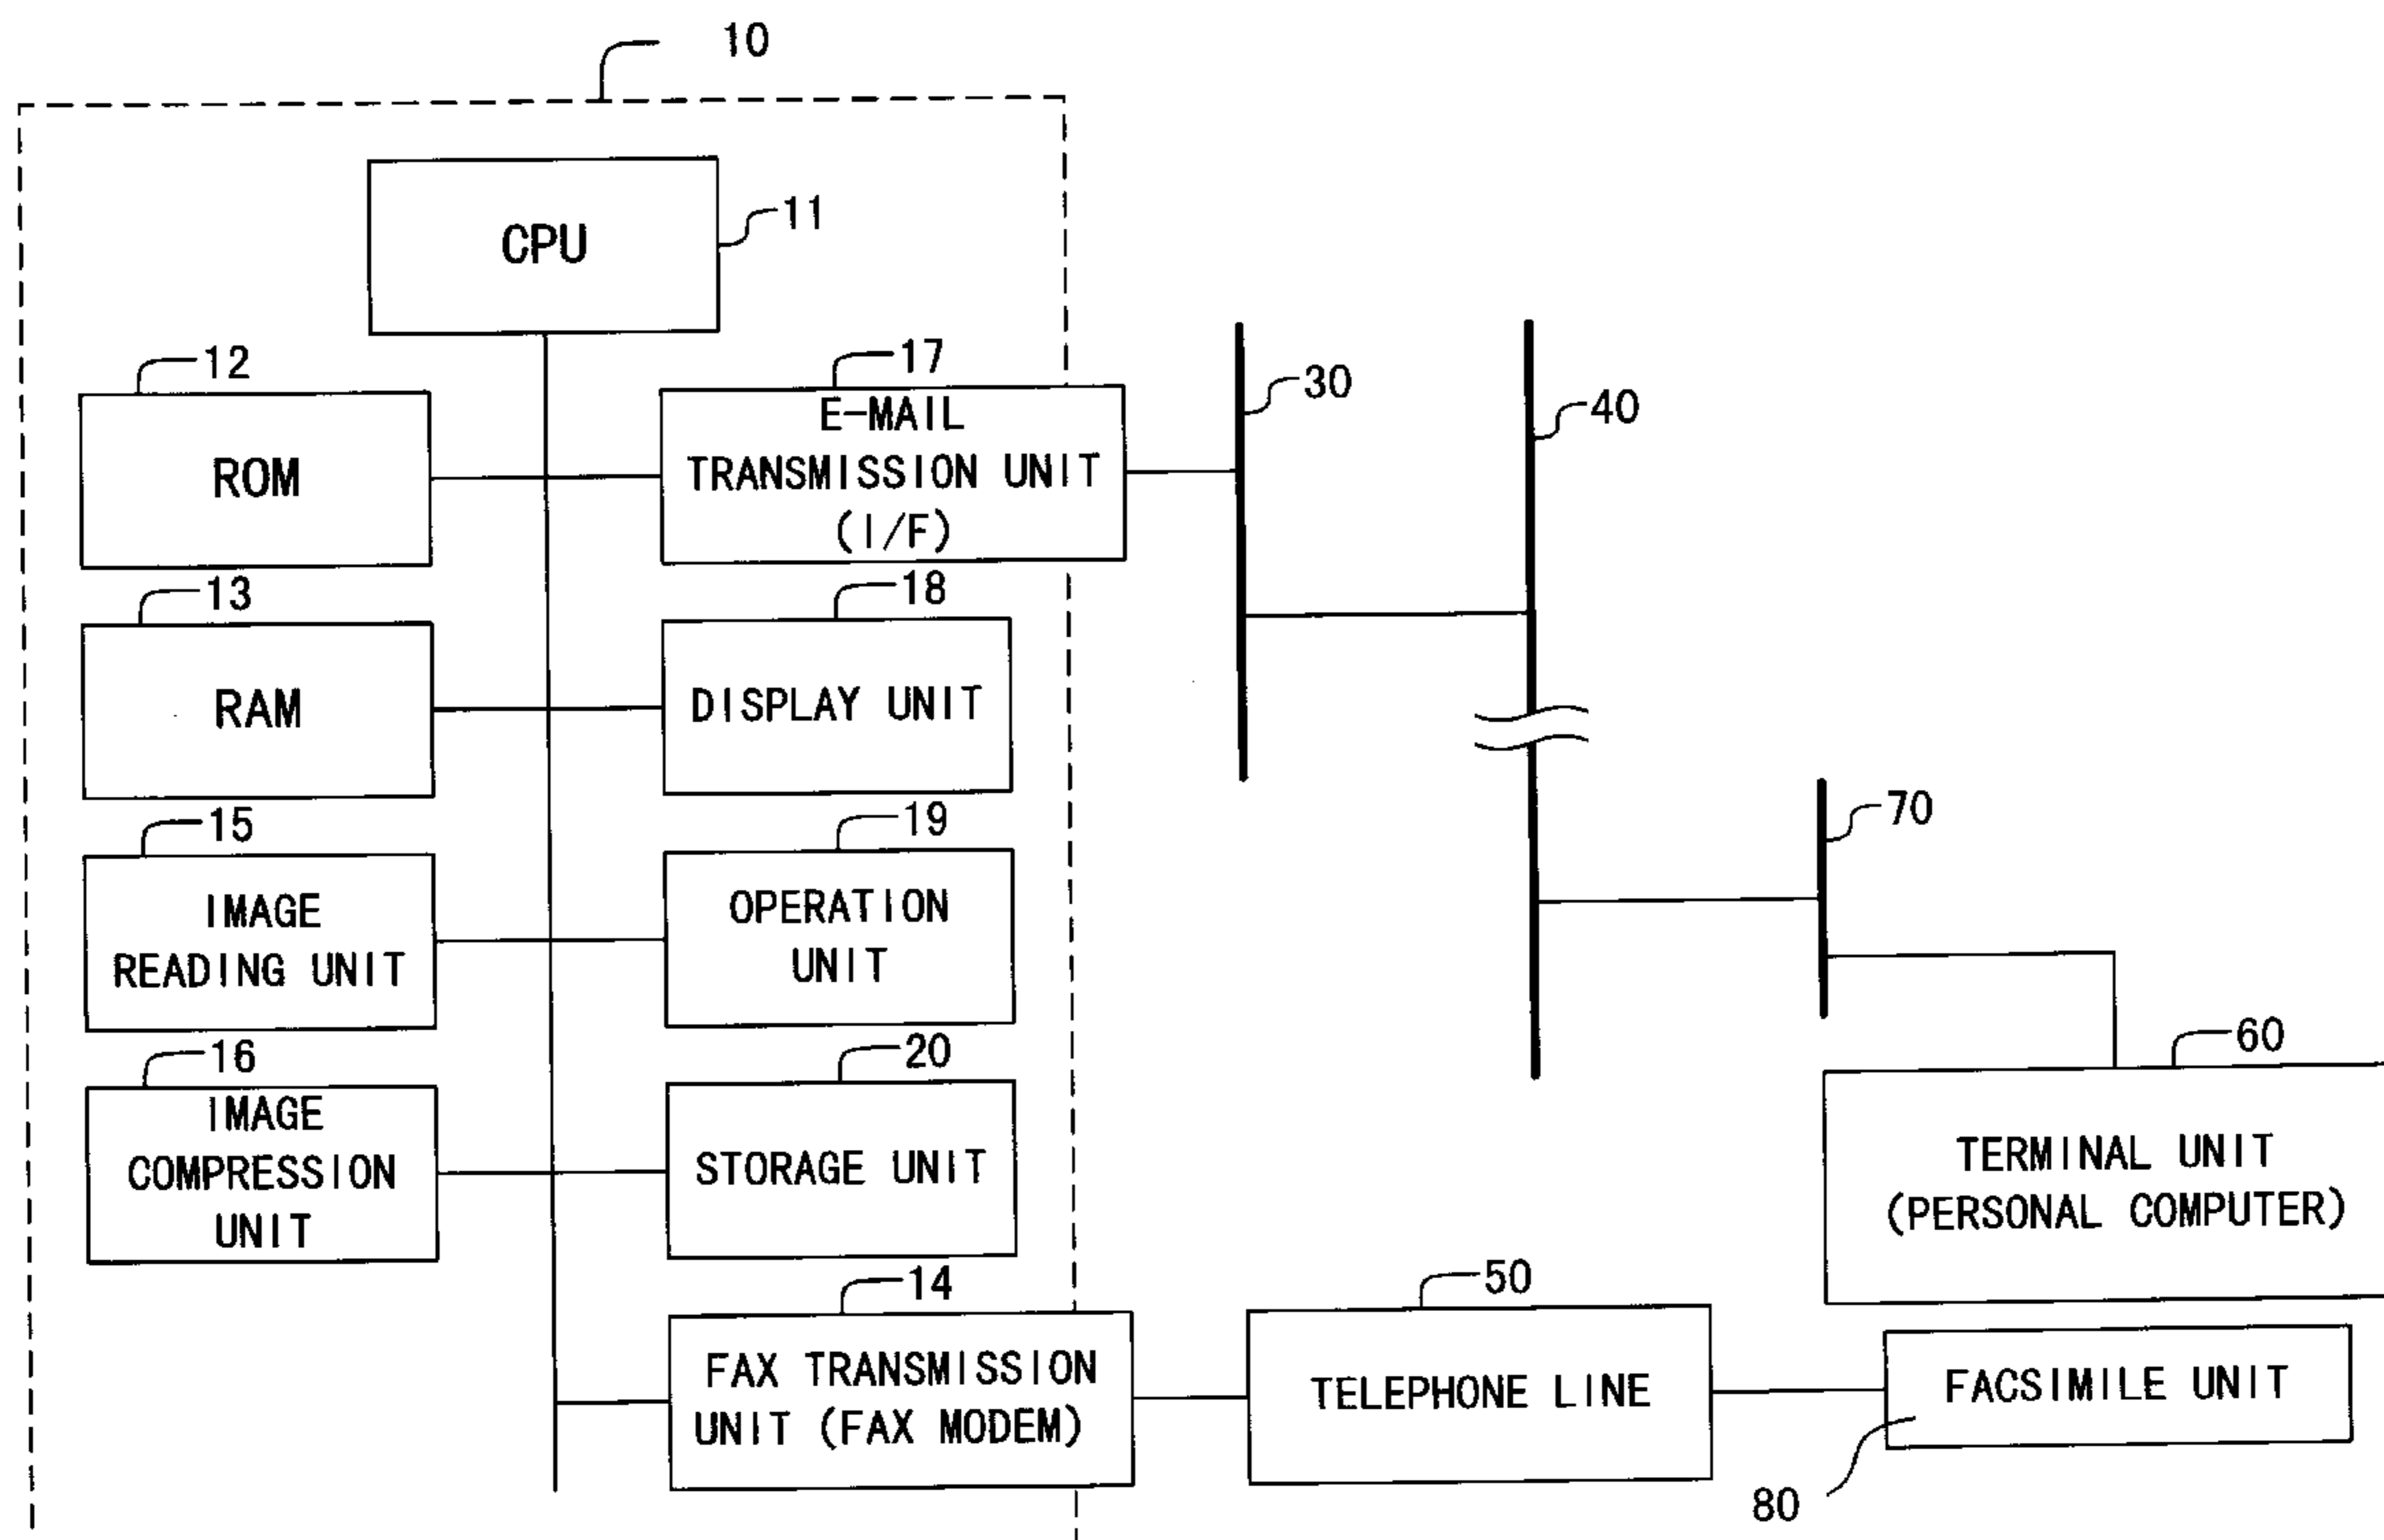 10
CPU
11
12
ROM
17
E-MAIL
TRANSMISSION UNIT
(I/F)
30
40
13
RAM
18
DISPLAY UNIT
15
IMAGE
READING UNIT
19
OPERATION
UNIT
70
16
IMAGE
COMPRESSION
UNIT
20
STORAGE UNIT
60
TERMINAL UNIT
(PERSONAL COMPUTER)
14
FAX TRANSMISSION
UNIT (FAX MODEM)
50
TELEPHONE LINE
FACSIMILE UNIT
80